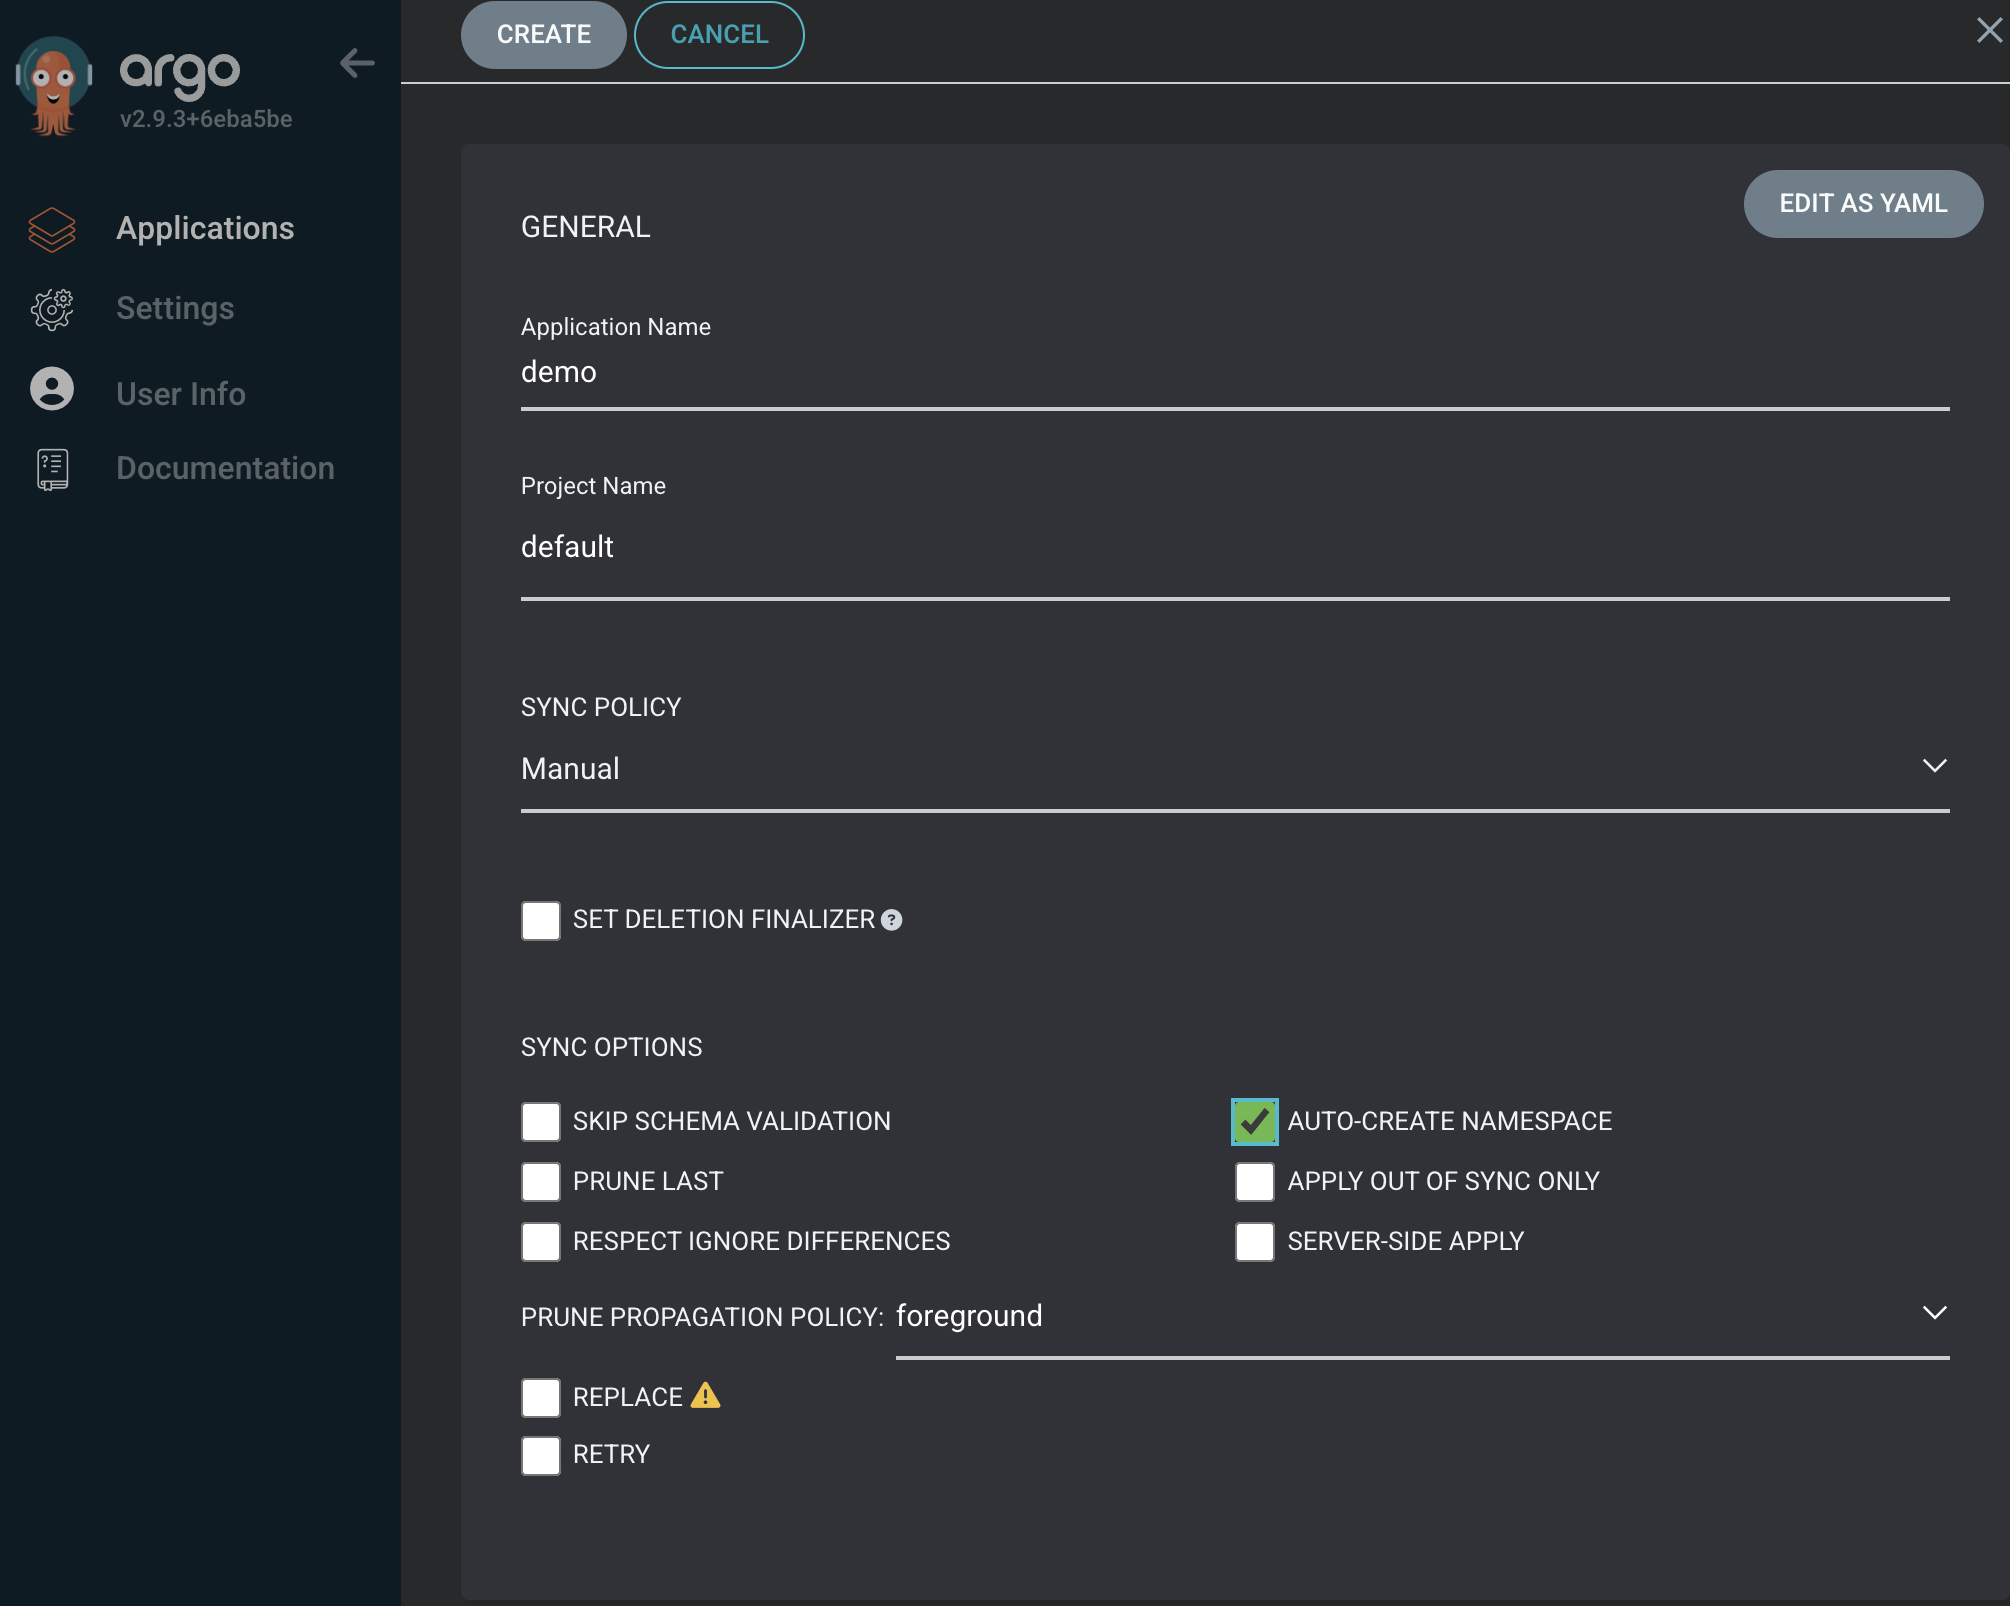 argo
v2.9.3+6eba5be
Applications
Settings
User Info
Documentation
CREATE
CANCEL
GENERAL
EDIT AS YAML
Application Name
demo
Project Name
default
SYNC POLICY
Manual
SET DELETION FINALIZER
SYNC OPTIONS
SKIP SCHEMA VALIDATION
AUTO-CREATE NAMESPACE
PRUNE LAST
APPLY OUT OF SYNC ONLY
RESPECT IGNORE DIFFERENCES
SERVER-SIDE APPLY
PRUNE PROPAGATION POLICY: foreground
REPLACE
RETRY